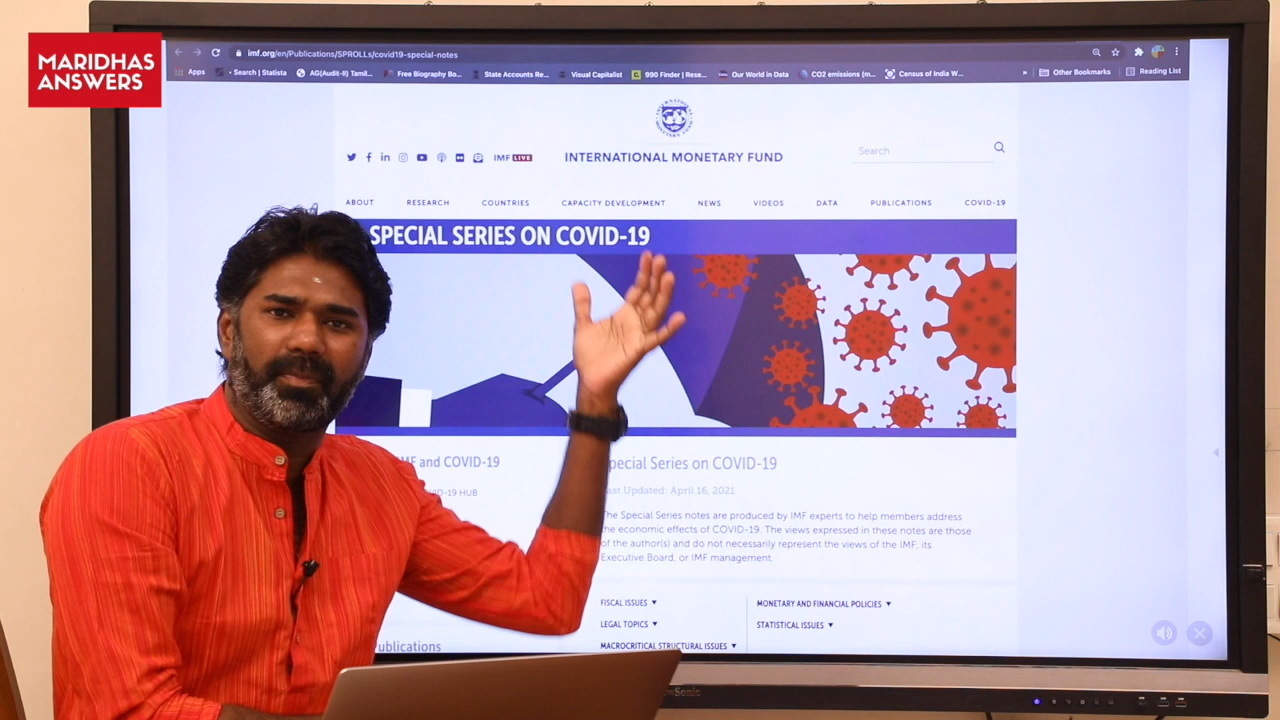 MARIDHAS
ANSWERS
imf.org/en/Publications/SPROLLs/covid19-special-notes
Apps
Search | Statista
AG(Audit-II) Tamil...
Free Biography Bo...
State Accounts Re...
Visual Capitalist
990 Finder | Rese...
Our World in Data
CO2 emissions (m...
Census of India W...
»
Other Bookmarks
Reading List
IMF LIVE
INTERNATIONAL MONETARY FUND
Search
ABOUT
RESEARCH
COUNTRIES
CAPACITY DEVELOPMENT
NEWS
VIDEOS
DATA
PUBLICATIONS
COVID-19
SPECIAL SERIES ON COVID-19
MF and COVID-19
VID-19 HUB
pecial Series on COVID-19
ast Updated: April 16, 2021
The Special Series notes are produced by IMF experts to help members address
the economic effects of COVID-19. The views expressed in these notes are those
of the author(s) and do not necessarily represent the views of the IMF, its
Executive Board, or IMF management.
FISCAL ISSUES ▼
MONETARY AND FINANCIAL POLICIES ▼
LEGAL TOPICS ▼
STATISTICAL ISSUES ▼
MACROCRITICAL STRUCTURAL ISSUES ▼
ublications